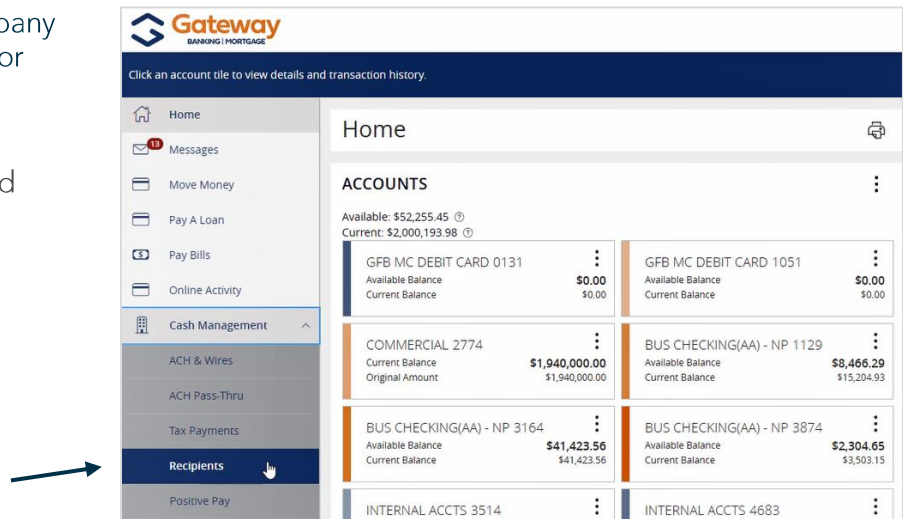 or
d
Gateway
BANKING | MORTGAGE
Click an account tile to view details and transaction history.
Home
13
Messages
Move Money
Pay A Loan
Pay Bills
Online Activity
Cash Management
ACH & Wires
ACH Pass-Thru
Tax Payments
Recipients
Positive Pay
Home
ACCOUNTS
Available: $52,255.45
Current: $2,000,193.98
GFB MC DEBIT CARD 0131
Available Balance $0.00
Current Balance $0.00
GFB MC DEBIT CARD 1051
Available Balance $0.00
Current Balance $0.00
COMMERCIAL 2774
Current Balance $1,940,000.00
Original Amount $1,940,000.00
BUS CHECKING(AA) - NP 1129
Available Balance $8,466.29
Current Balance $15,204.93
BUS CHECKING(AA) - NP 3164
Available Balance $41,423.56
Current Balance $41,423.56
BUS CHECKING(AA) - NP 3874
Available Balance $2,304.65
Current Balance $3,503.15
INTERNAL ACCTS 3514
INTERNAL ACCTS 4683